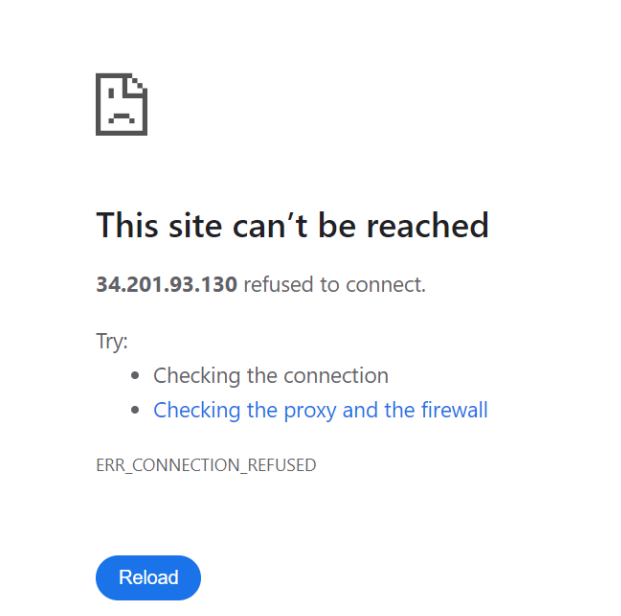 This site can’t be reached
34.201.93.130 refused to connect.
Try:
• Checking the connection
• Checking the proxy and the firewall
ERR_CONNECTION_REFUSED
Reload